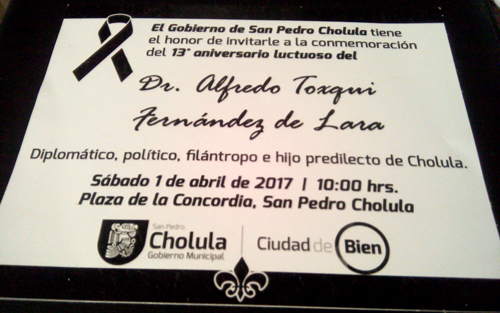 El Gobierno de San Pedro Cholula tiene
el honor de invitarle a la conmemoración
del 13° aniversario luctuoso del
Dr. Alfredo Toxqui
Fernández de Lara
Diplomático, político, filántropo e hijo predilecto de Cholula.
Sábado 1 de abril de 2017 | 10:00 hrs.
Plaza de la Concordia, San Pedro Cholula
San Pedro
Cholula
Gobierno Municipal
Ciudad de Bien